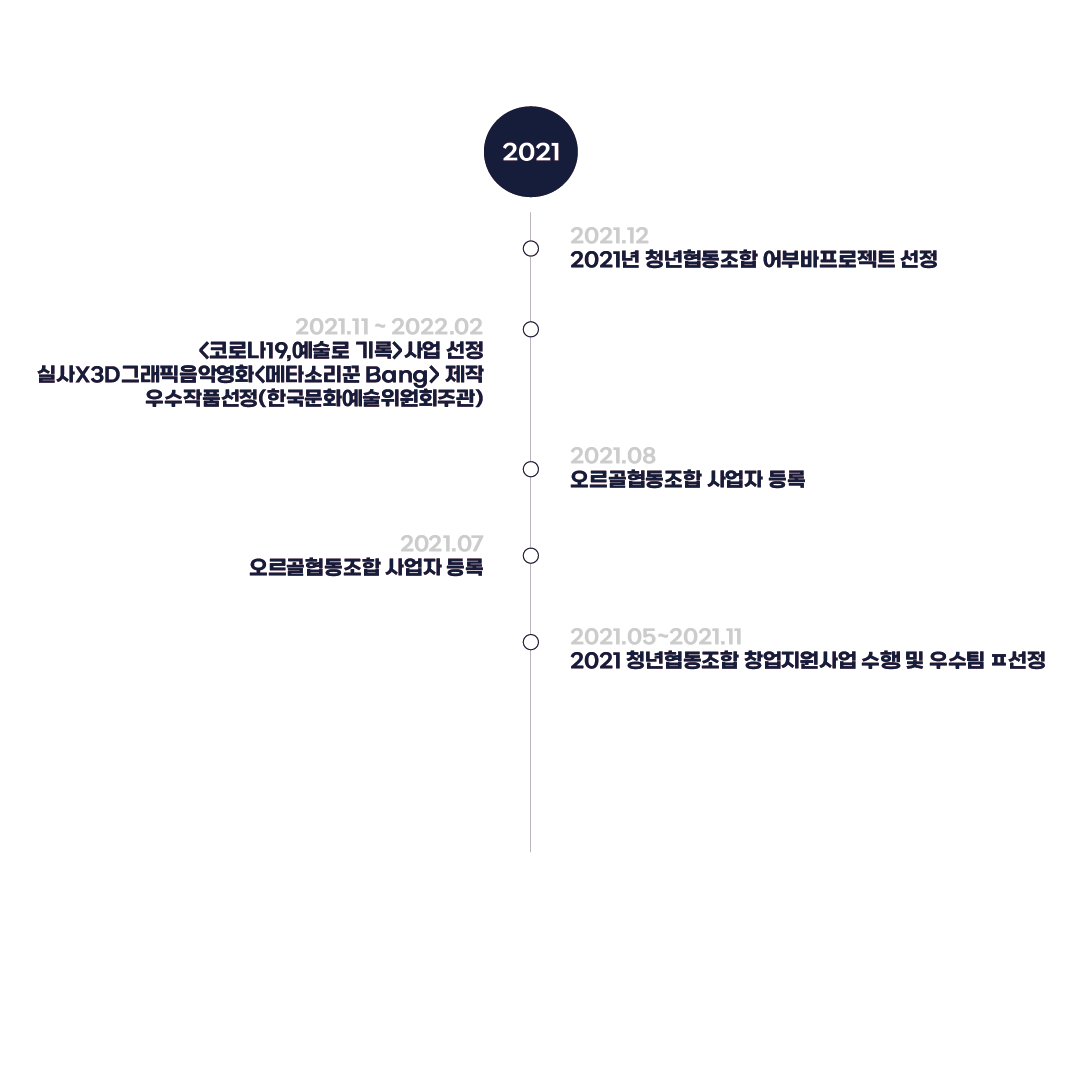 2021
2021.12
2021년 청년협동조합 어부바프로젝트 선정
2021.11 ~ 2022.02
<코로나19,예술로 기록>사업 선정
실사X3D그래픽음악영화<메타소리꾼 Bang> 제작
우수작품선정(한국문화예술위원회주관)
2021.08
오르골협동조합 사업자 등록
2021.07
오르골협동조합 사업자 등록
2021.05~2021.11
2021 청년협동조합 창업지원사업 수행 및 우수팀 ㅍ선정